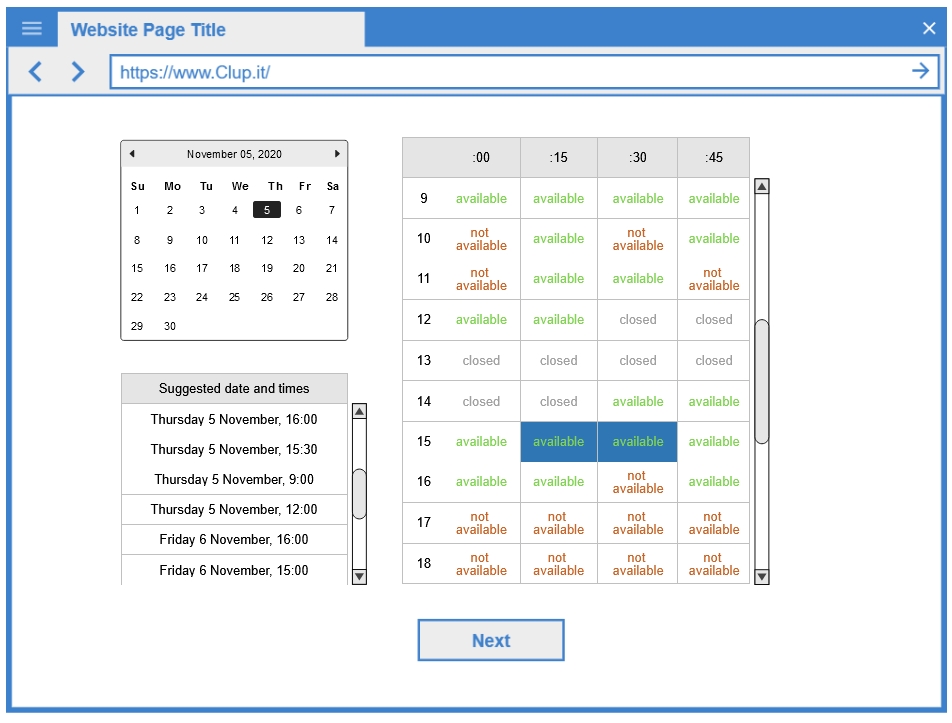 Website Page Title
https://www.Clup.it/
November 05, 2020
Su Mo Tu We Th Fr Sa
1 2 3 4 5 6 7
8 9 10 11 12 13 14
15 16 17 18 19 20 21
22 23 24 25 26 27 28
29 30
Suggested date and times
Thursday 5 November, 16:00
Thursday 5 November, 15:30
Thursday 5 November, 9:00
Thursday 5 November, 12:00
Friday 6 November, 16:00
Friday 6 November, 15:00
:00 :15 :30 :45
9 available available available available
10 not available available not available available
11 not available available available not available
12 available available closed closed
13 closed closed closed closed
14 closed closed available available
15 available available available available
16 available available not available available
17 not available not available not available not available
18 not available not available not available not available
Next